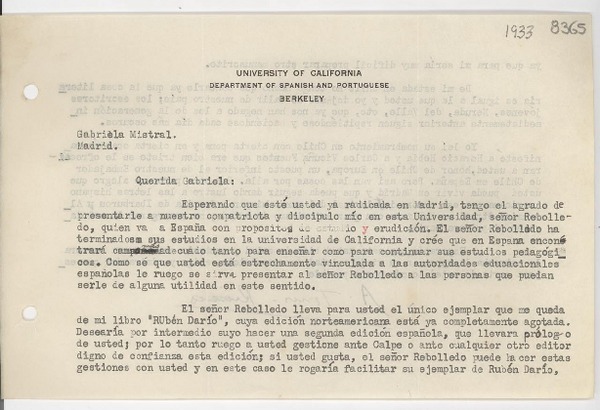 1933 8365
UNIVERSITY OF CALIFORNIA
DEPARTMENT OF SPANISH AND PORTUGUESE
BERKELEY
Gabriéla Mistral.
Madrid.
Querida Gabriela:
Esperando que esté usted ya radicada en Madrid, tengo el agrado de
presentarle a nuestro compatriota y discipulo mío en esta Universidad, señor Rebolle-
do, quien va a España con propositos de estudio y erudición. El señor Rebolledo ha
terminado sus estudios en la universidad de California y crée que en Espana encon
trará campo adecuado tanto para enseñar como para continuar sus estudios pedagógi
cos. Como se que usted está estrechamente vinculada a las autoridades educacionales
españolas le ruego se sirva presentar al señor Rebolledo a las personas que puedan
serle de alguna utilidad en este sentido.
El señor Rebolledo lleva para usted el unico ejemplar que me queda
de mi libro "RUbén Darío", cuya edición norteamericana está ya completamente agotada.
Desearía por intermedio suyo hacer una segunda edición española, que llevara prólogo
de usted; por lo tanto ruego a usted gestione ante Calpe o ante cualquier otro editor
digno de confianza esta edición; si usted gusta, el señor Rebolledo puede hacer estas
gestiones con usted y en este caso le rogaría facilitar su ejemplar de Rubén Darío,